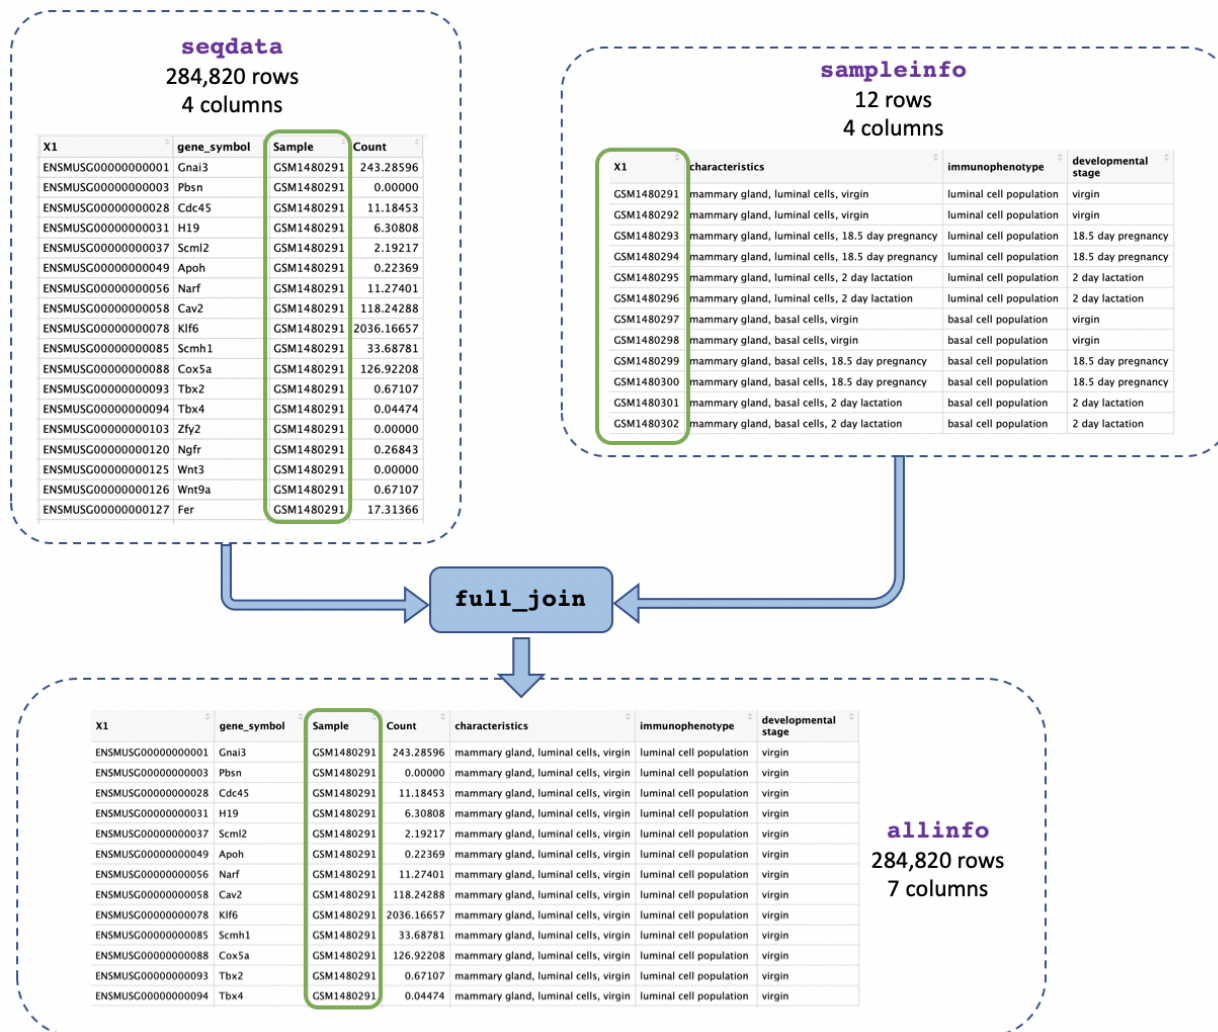 seqdata
284,820 rows
4 columns
X1 gene_symbol Sample Count
ENSMUSG00000000001 Gnai3 GSM1480291 243.28596
ENSMUSG00000000003 Pbsn GSM1480291 0.00000
ENSMUSG00000000028 Cdc45 GSM1480291 11.18453
ENSMUSG00000000031 H19 GSM1480291 6.30808
ENSMUSG00000000037 Scml2 GSM1480291 2.19217
ENSMUSG00000000049 Apoh GSM1480291 0.22369
ENSMUSG00000000056 Narf GSM1480291 11.27401
ENSMUSG00000000058 Cav2 GSM1480291 118.24288
ENSMUSG00000000078 Klf6 GSM1480291 2036.16657
ENSMUSG00000000085 Scmh1 GSM1480291 33.68781
ENSMUSG00000000088 Cox5a GSM1480291 126.92208
ENSMUSG00000000093 Tbx2 GSM1480291 0.67107
ENSMUSG00000000094 Tbx4 GSM1480291 0.04474
ENSMUSG00000000103 Zfy2 GSM1480291 0.00000
ENSMUSG00000000120 Ngfr GSM1480291 0.26843
ENSMUSG00000000125 Wnt3 GSM1480291 0.00000
ENSMUSG00000000126 Wnt9a GSM1480291 0.67107
ENSMUSG00000000127 Fer GSM1480291 17.31366
sampleinfo
12 rows
4 columns
X1 characteristics immunophenotype developmental
stage
GSM1480291 mammary gland, luminal cells, virgin luminal cell population virgin
GSM1480292 mammary gland, luminal cells, virgin luminal cell population virgin
GSM1480293 mammary gland, luminal cells, 18.5 day pregnancy luminal cell population 18.5 day pregnancy
GSM1480294 mammary gland, luminal cells, 18.5 day pregnancy luminal cell population 18.5 day pregnancy
GSM1480295 mammary gland, luminal cells, 2 day lactation luminal cell population 2 day lactation
GSM1480296 mammary gland, luminal cells, 2 day lactation luminal cell population 2 day lactation
GSM1480297 mammary gland, basal cells, virgin basal cell population virgin
GSM1480298 mammary gland, basal cells, virgin basal cell population virgin
GSM1480299 mammary gland, basal cells, 18.5 day pregnancy basal cell population 18.5 day pregnancy
GSM1480300 mammary gland, basal cells, 18.5 day pregnancy basal cell population 18.5 day pregnancy
GSM1480301 mammary gland, basal cells, 2 day lactation basal cell population 2 day lactation
GSM1480302 mammary gland, basal cells, 2 day lactation basal cell population 2 day lactation
full_join
X1 gene_symbol Sample Count characteristics immunophenotype developmental
stage
ENSMUSG00000000001 Gnai3 GSM1480291 243.28596 mammary gland, luminal cells, virgin luminal cell population virgin
ENSMUSG00000000003 Pbsn GSM1480291 0.00000 mammary gland, luminal cells, virgin luminal cell population virgin
ENSMUSG00000000028 Cdc45 GSM1480291 11.18453 mammary gland, luminal cells, virgin luminal cell population virgin
ENSMUSG00000000031 H19 GSM1480291 6.30808 mammary gland, luminal cells, virgin luminal cell population virgin
ENSMUSG00000000037 Scml2 GSM1480291 2.19217 mammary gland, luminal cells, virgin luminal cell population virgin
ENSMUSG00000000049 Apoh GSM1480291 0.22369 mammary gland, luminal cells, virgin luminal cell population virgin
ENSMUSG00000000056 Narf GSM1480291 11.27401 mammary gland, luminal cells, virgin luminal cell population virgin
ENSMUSG00000000058 Cav2 GSM1480291 118.24288 mammary gland, luminal cells, virgin luminal cell population virgin
ENSMUSG00000000078 Klf6 GSM1480291 2036.16657 mammary gland, luminal cells, virgin luminal cell population virgin
ENSMUSG00000000085 Scmh1 GSM1480291 33.68781 mammary gland, luminal cells, virgin luminal cell population virgin
ENSMUSG00000000088 Cox5a GSM1480291 126.92208 mammary gland, luminal cells, virgin luminal cell population virgin
ENSMUSG00000000093 Tbx2 GSM1480291 0.67107 mammary gland, luminal cells, virgin luminal cell population virgin
ENSMUSG00000000094 Tbx4 GSM1480291 0.04474 mammary gland, luminal cells, virgin luminal cell population virgin
allinfo
284,820 rows
7 columns